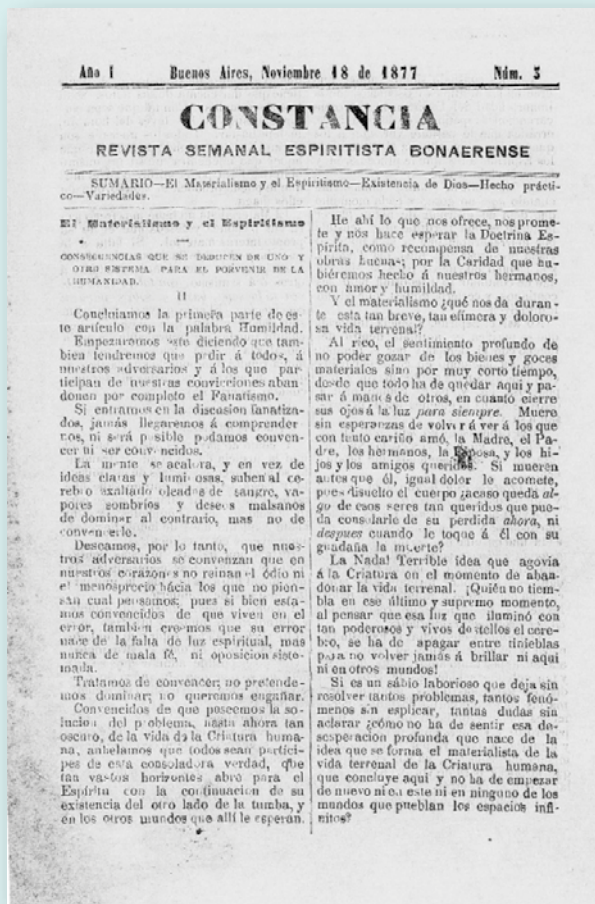 Año I Buenos Aires, Noviembre 18 de 1877 Núm. 3
CONSTANCIA
REVISTA SEMANAL ESPIRITISTA BONAERENSE
SUMARIO—El Materialismo y el Espiritismo—Existencia de Dios—Hecho prácti-
co—Variedades.
El Materialismo y el Espiritismo
CONSECUENCIAS QUE SE DEDUCEN DE UNO Y
OTRO SISTEMA PARA EL PORVENIR DE LA
HUMANIDAD.
II
Concluiamos la primera parte de es-
te artículo con la palabra Humildad.
Empezaremos este diciendo que tam-
bien tendremos que pedir á todos, á
nuestros adversarios y á los que par-
ticipan de nuestras convicciones aban-
donen por completo el Fanatismo.
Si entramos en la discusion fanatiza-
dos, jamás llegaremos á comprender
nos, ni será posible podamos conven-
cer ni ser convencidos.
La mente se acalora, y en vez de
ideas claras y luminosas, suben al ce-
rebro exaltado oleadas de sangre, va-
pores sombrios y deseos malsanos
de dominar al contrario, mas no de
convencerle.
Deseamos, por lo tanto, que nues-
tros adversarios se convenzan que en
nuestros corazones no reinan el ódio ni
el menosprecio hácia los que no pien-
san cual pensamos; pues si bien esta-
mos convencidos de que viven en el
error, tambien creemos que su error
nace de la falta de luz espiritual, mas
nunca de mala fé, ni oposicion siste-
mada.
Tratamos de convencer; no pretende-
mos dominar; no queremos engañar.
Convencidos de que poseemos la so-
lucion del problema, hasta ahora tan
oscuro, de la vida de la Criatura huma-
na, anhelamos que todos sean partici-
pes de esta consoladora verdad, que
tan vastos horizontes abre para el
Espíritu con la continuacion de su
existencia del otro lado de la tumba, y
en los otros mundos que alli le esperan.
He ahí lo que nos ofrece, nos prome-
te y nos hace esperar la Doctrina Es-
pírita, como recompensa de nuestras
obras buenas; por la Caridad que hu-
biéremos hecho á nuestros hermanos,
con amor y humildad.
Y el materialismo ¿qué nos da duran-
te esta tan breve, tan efímera y doloro-
sa vida terrenal?
Al rico, el sentimiento profundo de
no poder gozar de los bienes y goces
materiales sino por muy corto tiempo,
desde que todo ha de quedar aqui y pa-
sar á manos de otros, en cuanto cierre
sus ojos á la luz para siempre. Muere
sin esperanzas de volver á ver á los que
con tanto cariño amó, la Madre, el Pa-
dre, los hermanos, la Esposa, y los hi-
jos y los amigos queridos. Si mueren
antes que él, igual dolor le acomete,
pues disuelto el cuerpo ¿acaso queda al-
go de esos seres tan queridos que pue-
da consolarle de su perdida ahora, ni
despues cuando le toque á él con su
guadaña la muerte?
La Nada! Terrible idea que agovia
á la Criatura en el momento de aban-
donar la vida terrenal. ¡Quién no tiem-
bla en ese último y supremo momento,
al pensar que esa luz que iluminó con
tan poderosos y vivos destellos el cere-
bro, se ha de apagar entre tinieblas
para no volver jamás á brillar ni aqui
ni en otros mundos!
Si es un sábio laborioso que deja sin
resolver tantos problemas, tantos fenó-
menos sin esplicar, tantas dudas sin
aclarar ¿cómo no ha de sentir esa de-
sesperacion profunda que nace de la
idea que se forma el materialista de la
vida terrenal de la Criatura humana,
que concluye aqui y no ha de empezar
de nuevo ni en este ni en ninguno de los
mundos que pueblan los espacios infi-
nitos?